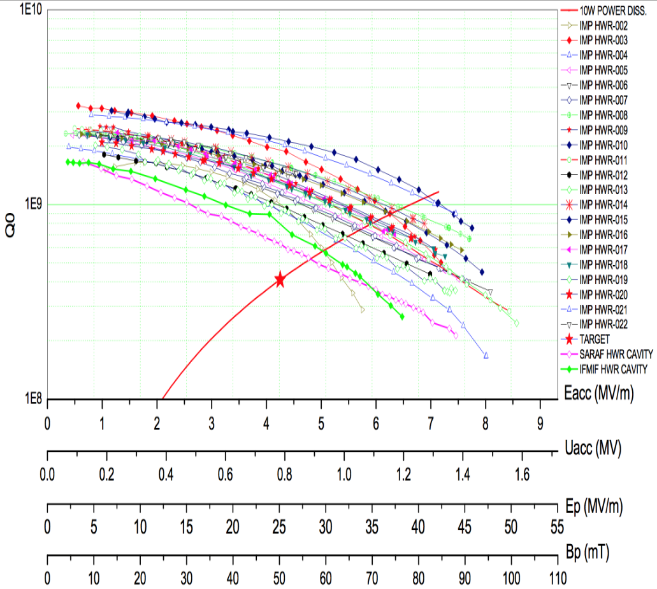 1E10
1E9
1E8
Q0
10W POWER DISS.
IMP HWR-002
IMP HWR-003
IMP HWR-004
IMP HWR-005
IMP HWR-006
IMP HWR-007
IMP HWR-008
IMP HWR-009
IMP HWR-010
IMP HWR-011
IMP HWR-012
IMP HWR-013
IMP HWR-014
IMP HWR-015
IMP HWR-016
IMP HWR-017
IMP HWR-018
IMP HWR-019
IMP HWR-020
IMP HWR-021
IMP HWR-022
TARGET
SARAF HWR CAVITY
IFMIF HWR CAVITY
Eacc (MV/m)
0 1 2 3 4 5 6 7 8 9
Uacc (MV)
0.0 0.2 0.4 0.6 0.8 1.0 1.2 1.4 1.6
Ep (MV/m)
0 5 10 15 20 25 30 35 40 45 50 55
Bp (mT)
0 10 20 30 40 50 60 70 80 90 100 110